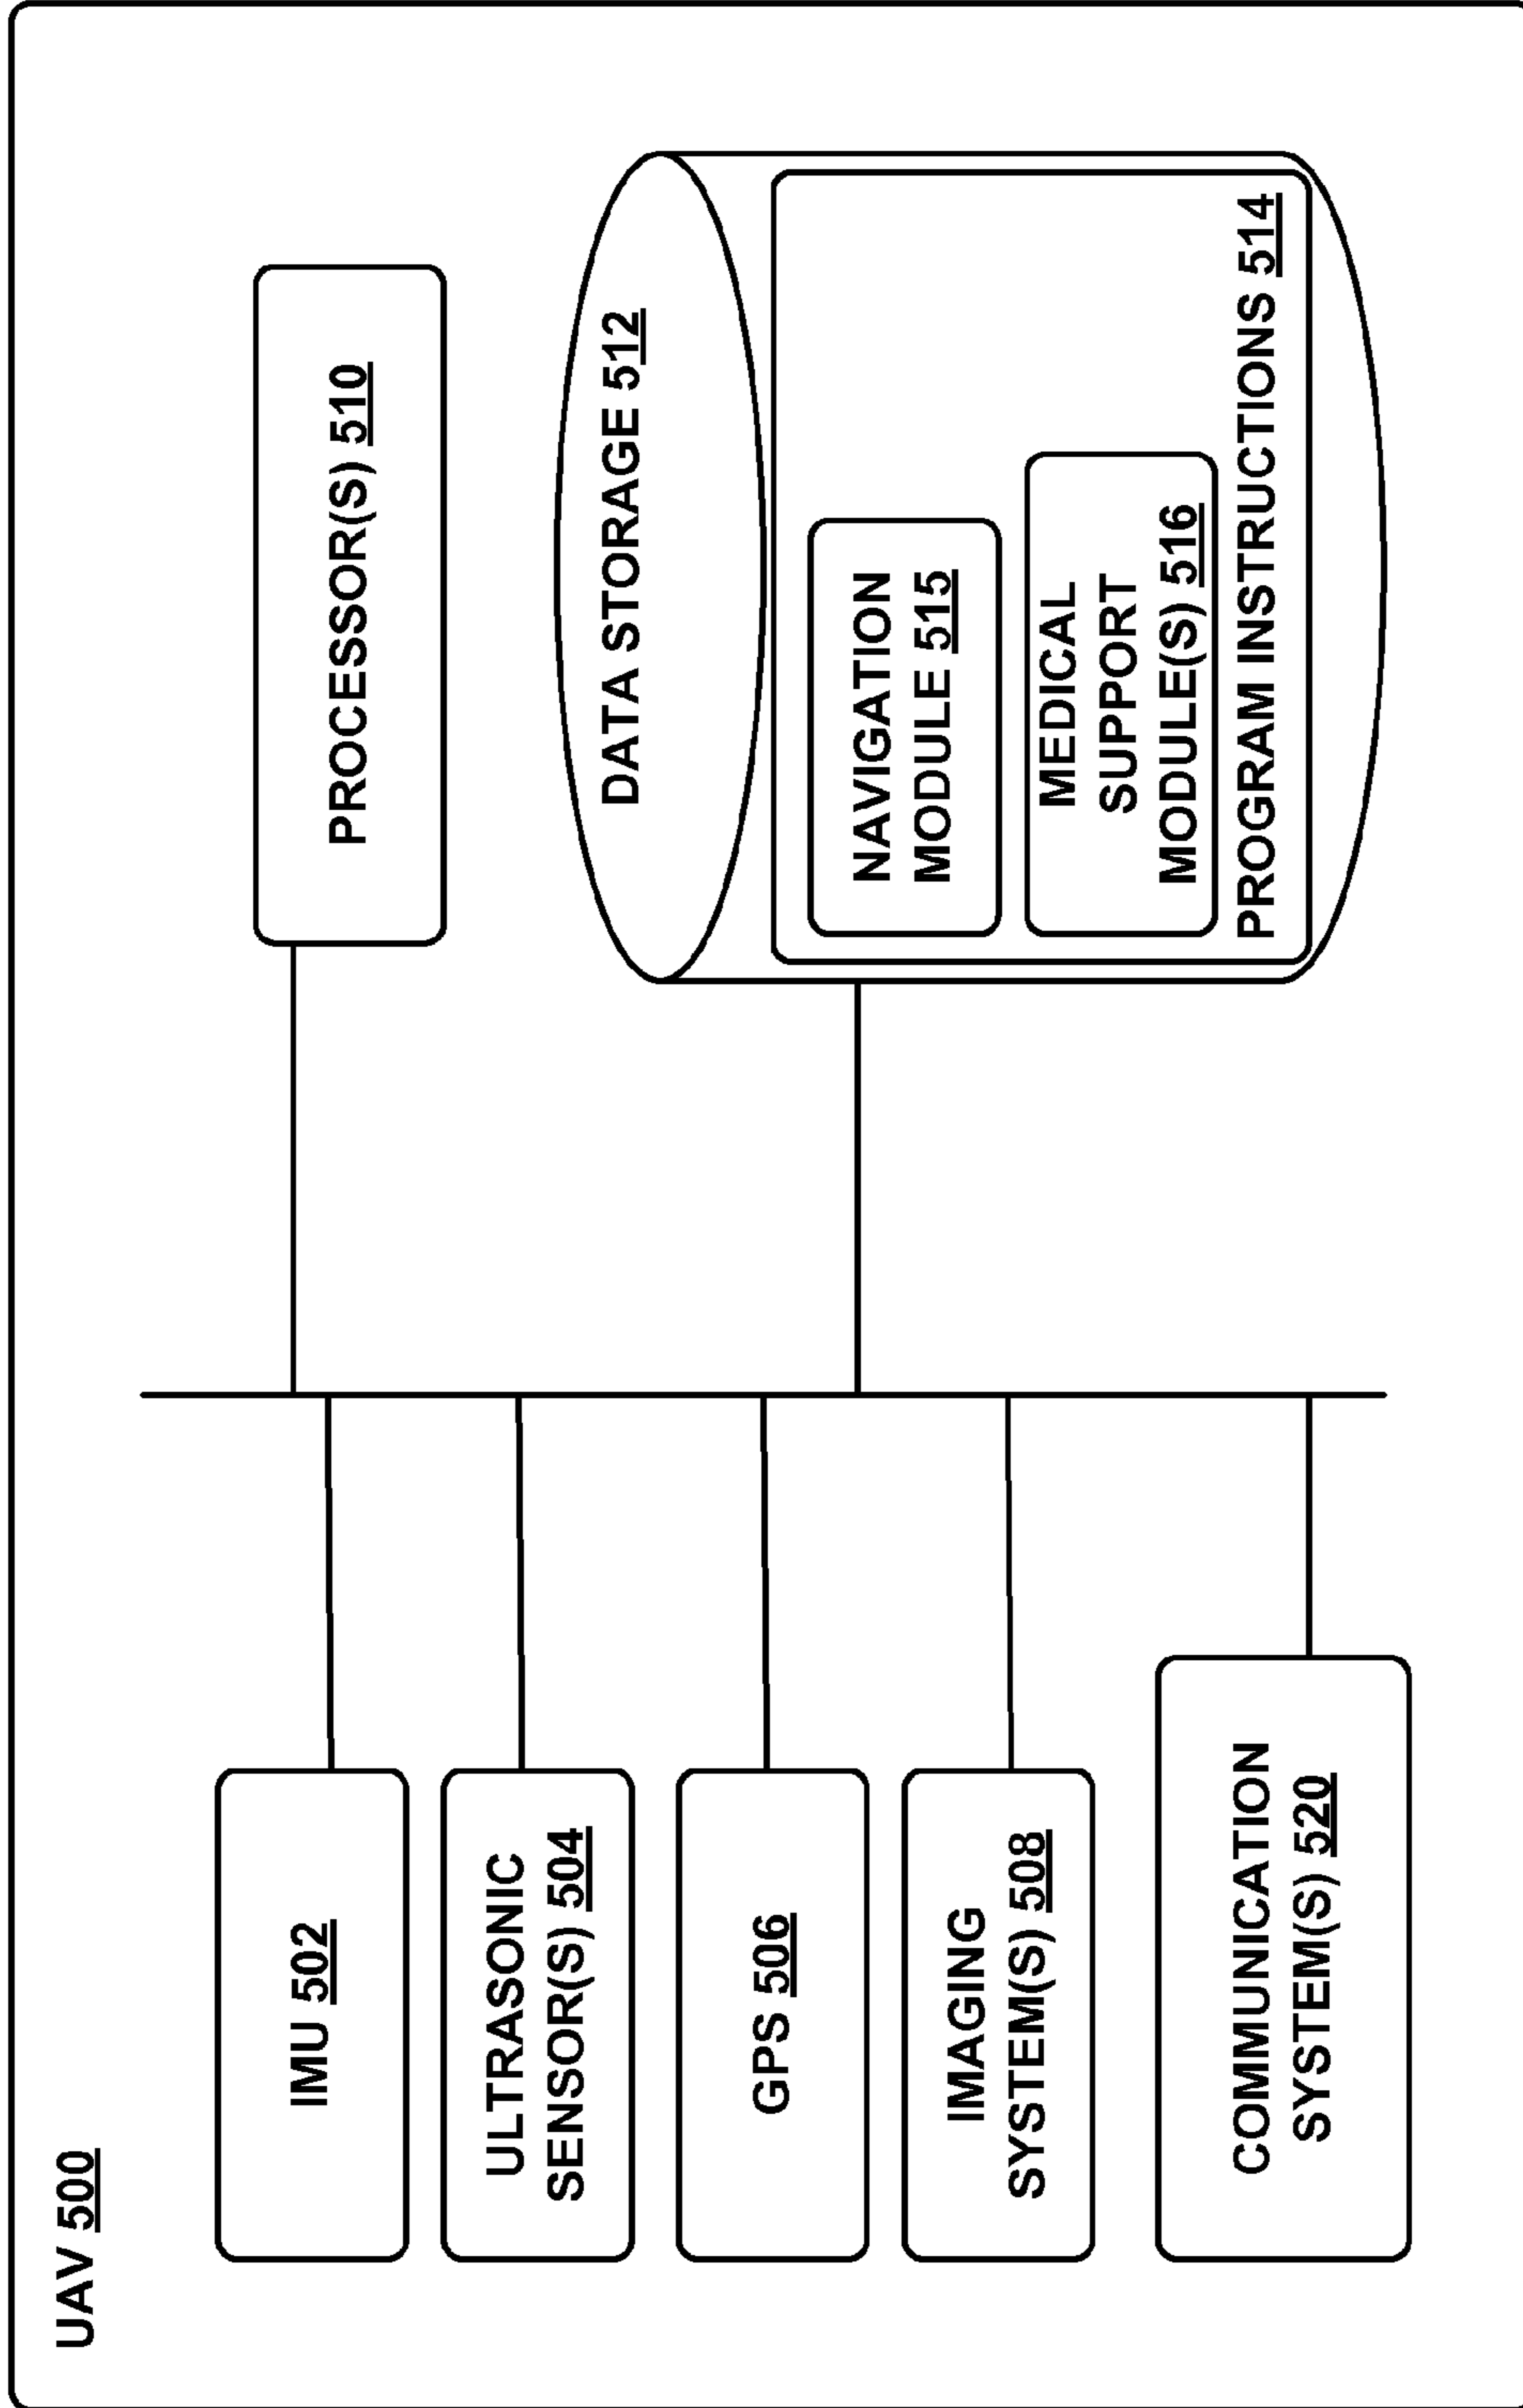 UAV 500
IMU 502
ULTRASONIC
SENSOR(S) 504
GPS 506
IMAGING
SYSTEM(S) 508
COMMUNICATION
SYSTEM(S) 520
PROCESSOR(S) 510
DATA STORAGE 512
NAVIGATION
MODULE 515
MEDICAL
SUPPORT
MODULE(S) 516
PROGRAM INSTRUCTIONS 514